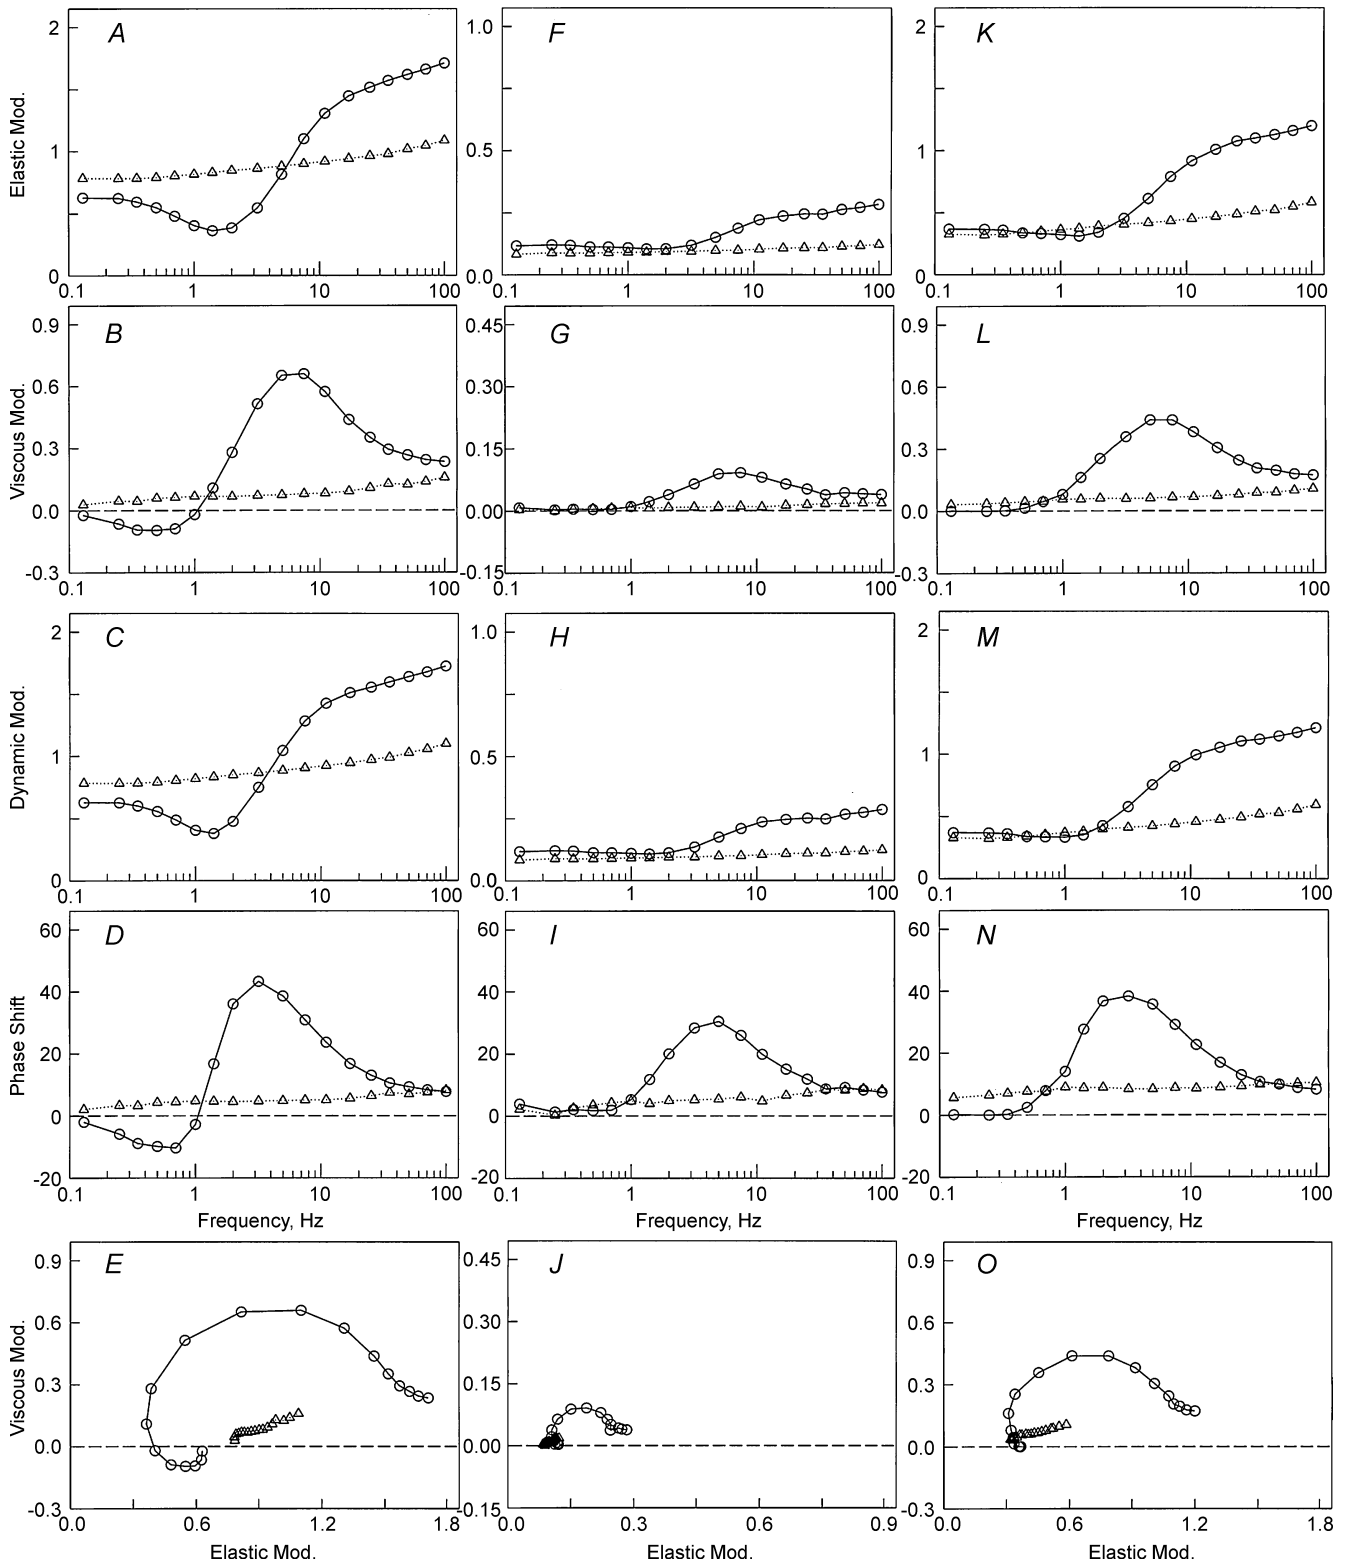 A
F
K
2
1
0
1.0
0.5
0.0
2
1
0
Elastic Mod.
0.1 1 10 100
0.1 1 10 100
0.1 1 10 100
B
G
L
0.9
0.6
0.3
0.0
-0.3
0.45
0.30
0.15
0.00
-0.15
0.9
0.6
0.3
0.0
-0.3
Viscous Mod.
0.1 1 10 100
0.1 1 10 100
0.1 1 10 100
C
H
M
2
1
0
1.0
0.5
0.0
2
1
0
Dynamic Mod.
0.1 1 10 100
0.1 1 10 100
0.1 1 10 100
D
I
N
60
40
20
0
-20
60
40
20
0
-20
60
40
20
0
-20
Phase Shift
0.1 1 10 100
0.1 1 10 100
0.1 1 10 100
Frequency, Hz
Frequency, Hz
Frequency, Hz
E
J
O
0.9
0.6
0.3
0.0
-0.3
0.45
0.30
0.15
0.00
-0.15
0.9
0.6
0.3
0.0
-0.3
Viscous Mod.
0.0 0.6 1.2 1.8
0.0 0.3 0.6 0.9
0.0 0.6 1.2 1.8
Elastic Mod.
Elastic Mod.
Elastic Mod.